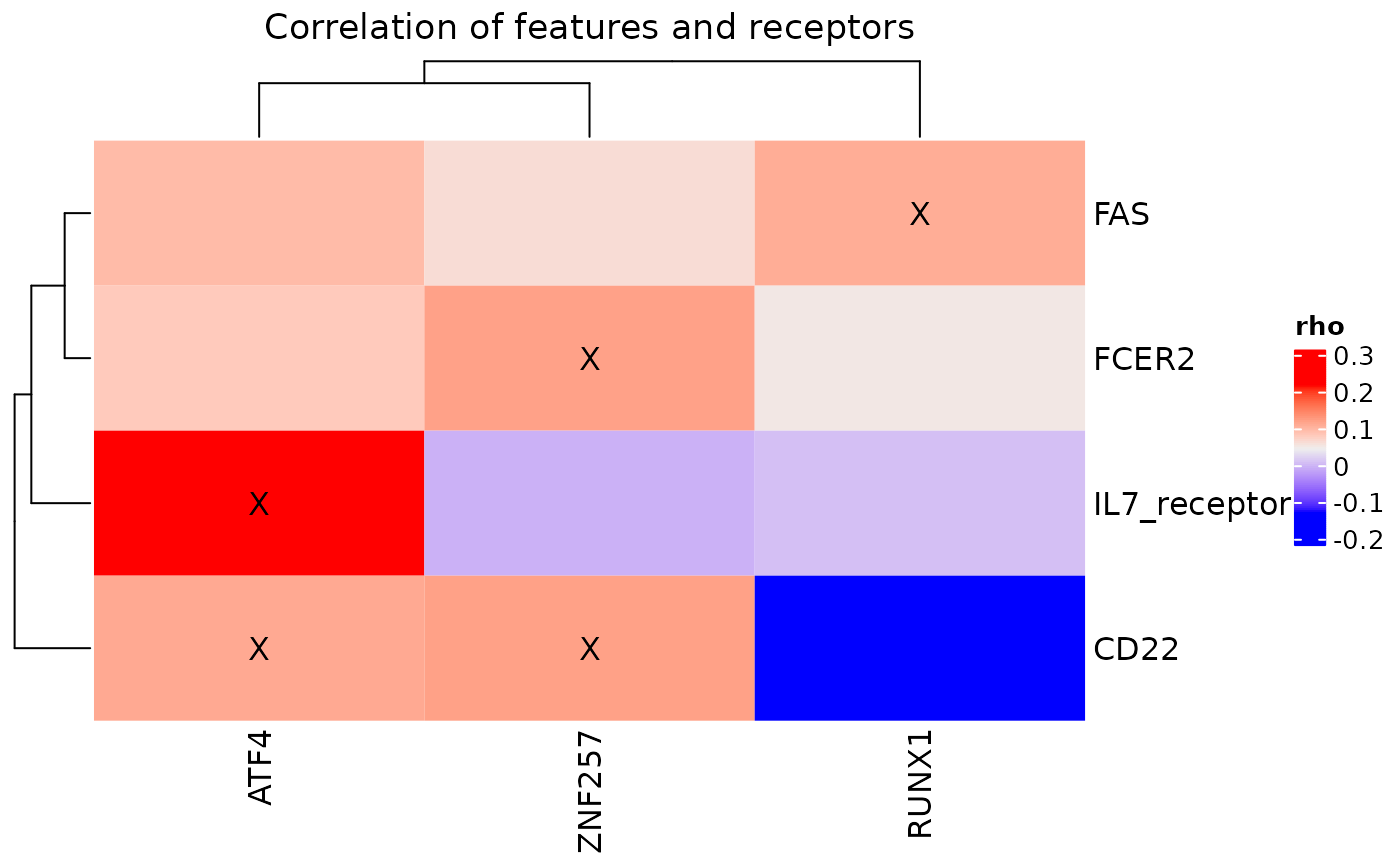 Correlation of features and receptors
X
FAS
X
FCER2
X
IL7_receptor
X
X
CD22
ATF4
ZNF257
RUNX1
rho
0.3
0.2
0.1
0
-0.1
-0.2